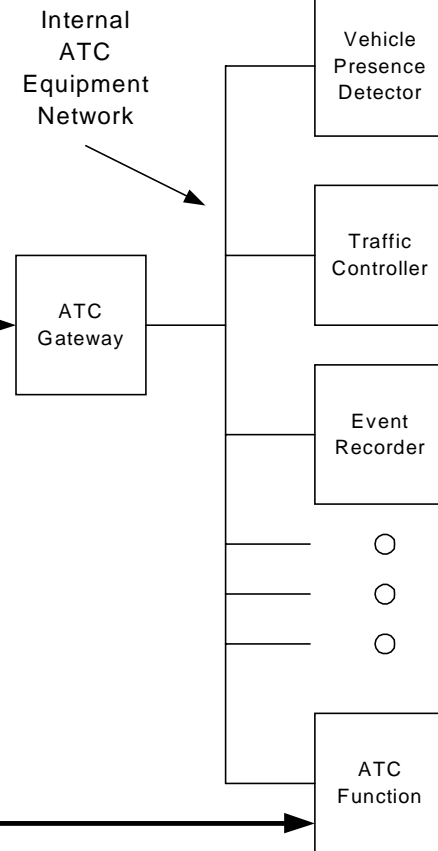 Internal
ATC
Equipment
Network
Vehicle
Presence
Detector
Traffic
Controller
ATC
Gateway
Event
Recorder
ATC
Function